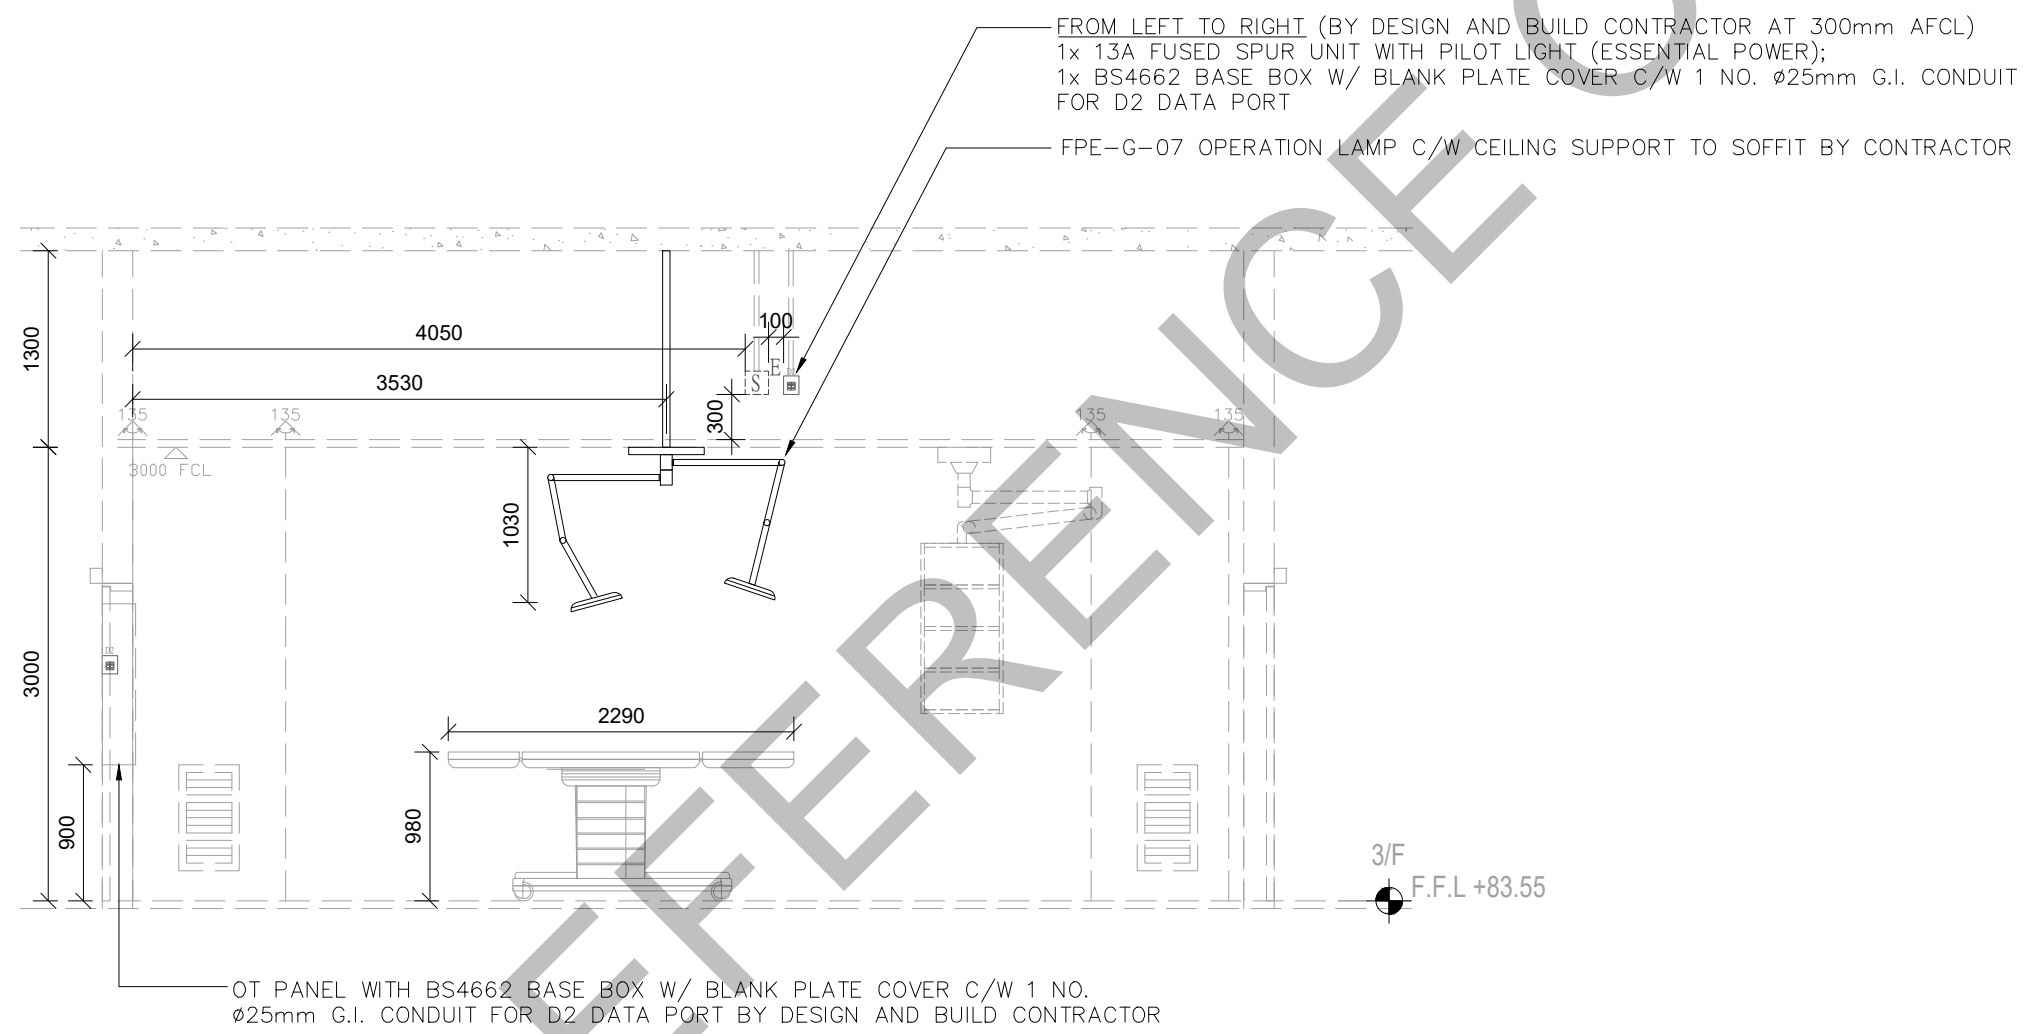 FROM LEFT TO RIGHT (BY DESIGN AND BUILD CONTRACTOR AT 300mm AFCL)
1x 13A FUSED SPUR UNIT WITH PILOT LIGHT (ESSENTIAL POWER);
1x BS4662 BASE BOX W/ BLANK PLATE COVER C/W 1 NO. ø25mm G.I. CONDUIT
FOR D2 DATA PORT
FPE-G-07 OPERATION LAMP C/W CEILING SUPPORT TO SOFFIT BY CONTRACTOR
1300
4050
100
3530
S
E
300
135
135
135
135
3000 FCL
1030
3000
D2
2290
900
980
3/F
F.F.L +83.55
OT PANEL WITH BS4662 BASE BOX W/ BLANK PLATE COVER C/W 1 NO.
ø25mm G.I. CONDUIT FOR D2 DATA PORT BY DESIGN AND BUILD CONTRACTOR
EFERENCE O